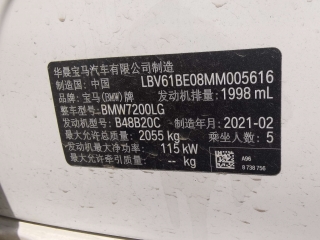 华晨宝马汽车有限公司制造
制造国: 中国 LBV61BE08MM005616
品牌: 宝马(BMW)牌 发动机排量: 1998 mL
整车型号: BMW7200LG
发动机型号: B48B20C 制造年月: 2021-02
最大允许总质量: 2055 kg 乘坐人数: 5
发动机最大净功率: 115 kW
最大允许牵引质量: -- kg
A96
9 738 756